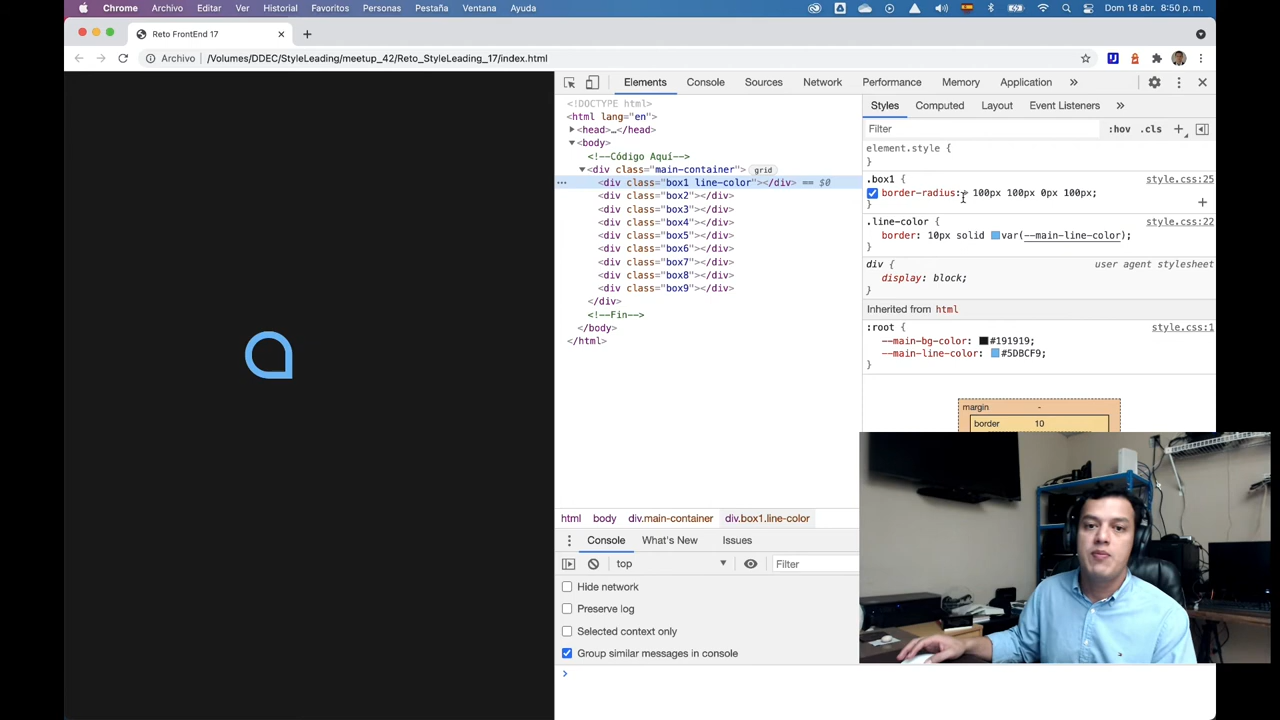 Chrome Archivo Editar Ver Historial Favoritos Personas Pestaña Ventana Ayuda Dom 18 abr. 8:50 p. m.
Reto FrontEnd 17
Archivo /Volumes/DDEC/StyleLeading/meetup_42/Reto_StyleLeading_17/index.html
Elements Console Sources Network Performance Memory Application »
<!DOCTYPE html>
<html lang="en">
<head>…</head>
<body>
<!--Código Aquí-->
<div class="main-container"> grid
<div class="box1 line-color"></div> == $0
<div class="box2"></div>
<div class="box3"></div>
<div class="box4"></div>
<div class="box5"></div>
<div class="box6"></div>
<div class="box7"></div>
<div class="box8"></div>
<div class="box9"></div>
</div>
<!--Fin-->
</body>
</html>
Styles Computed Layout Event Listeners »
Filter :hov .cls +
element.style {
}
.box1 { style.css:25
border-radius: 100px 100px 0px 100px;
}
.line-color { style.css:22
border: 10px solid var(--main-line-color);
}
div { user agent stylesheet
display: block;
}
Inherited from html
:root { style.css:1
--main-bg-color: #191919;
--main-line-color: #5DBCF9;
}
margin -
border 10
html body div.main-container div.box1.line-color
Console What's New Issues
top Filter
Hide network
Preserve log
Selected context only
Group similar messages in console